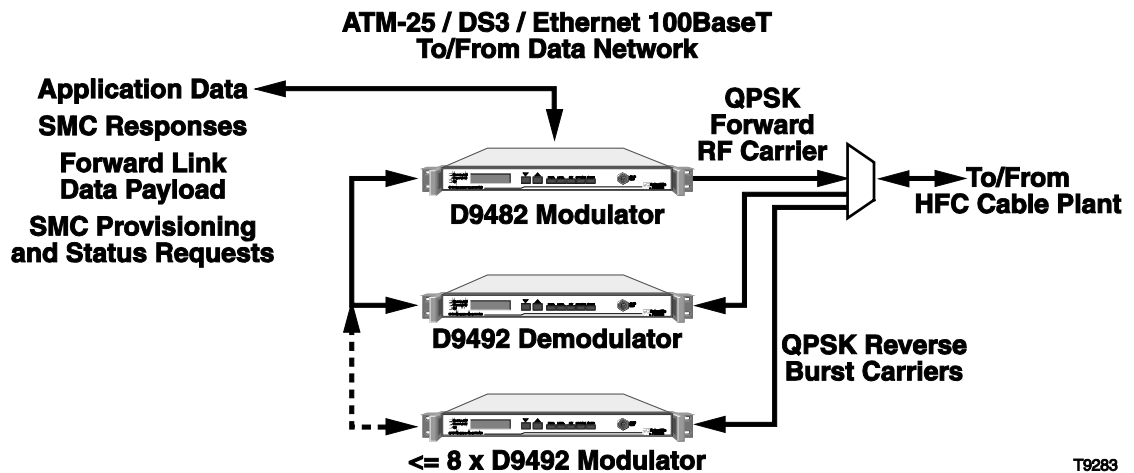 ATM-25 / DS3 / Ethernet 100BaseT
To/From Data Network
Application Data
SMC Responses
Forward Link
Data Payload
SMC Provisioning
and Status Requests
QPSK
Forward
RF Carrier
To/From
HFC Cable Plant
D9482 Modulator
D9492 Demodulator
QPSK Reverse
Burst Carriers
<= 8 x D9492 Modulator
T9283